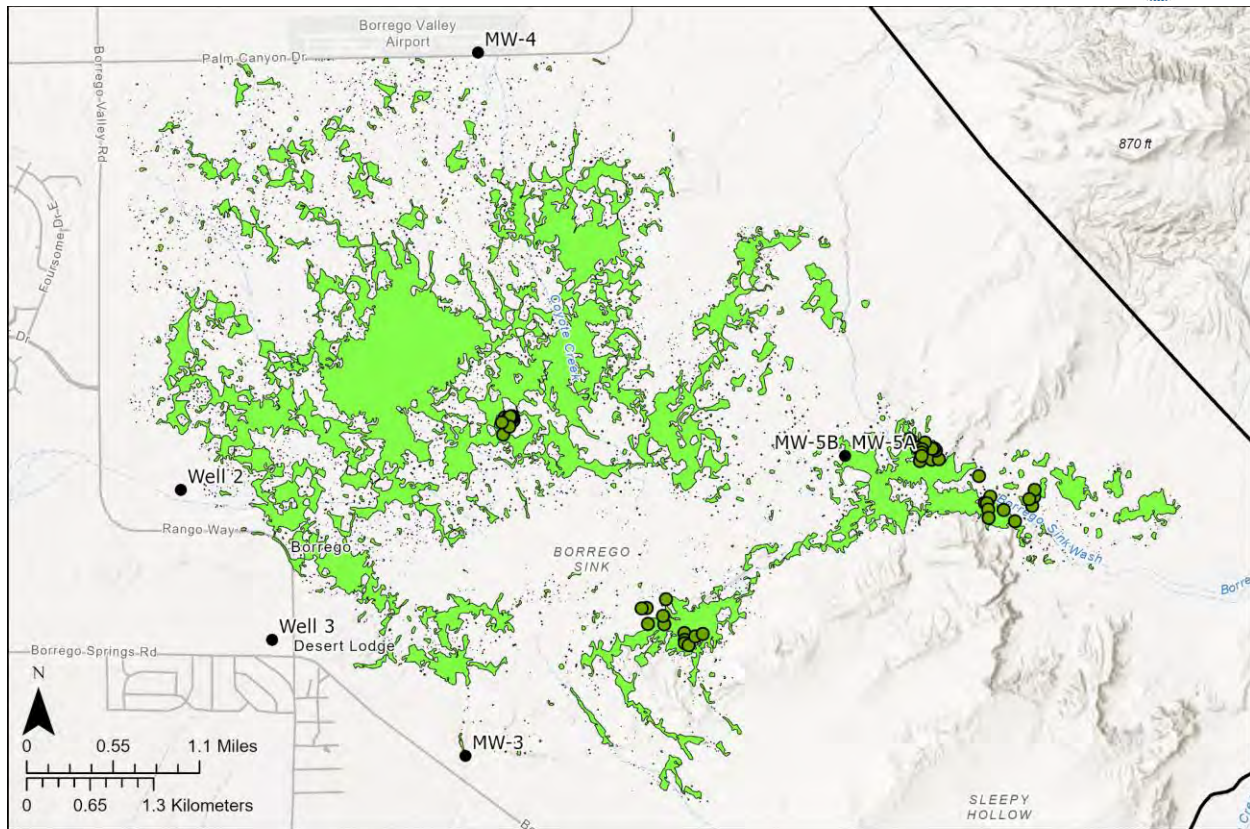 Borrego Valley
Airport
MW-4
Palm Canyon Dr
Borrego-Valley-Rd
870 ft
Foursome-Dr-E
Coyote Creek
Dr
MW-5B
MW-5A
Well 2
Borrego Sink Wash
Rango Way
Borrego
BORREGO
SINK
Borre
Well 3
Desert Lodge
Borrego Springs Rd
N
MW-3
0 0.55 1.1 Miles
0 0.65 1.3 Kilometers
SLEEPY
HOLLOW
Bo